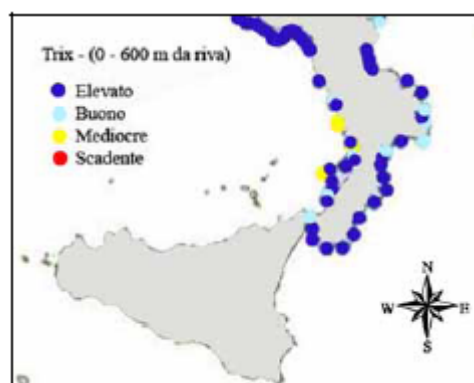 Trix - (0 - 600 m da riva)
Elevato
Buono
Mediocre
Scadente
N
W E
S